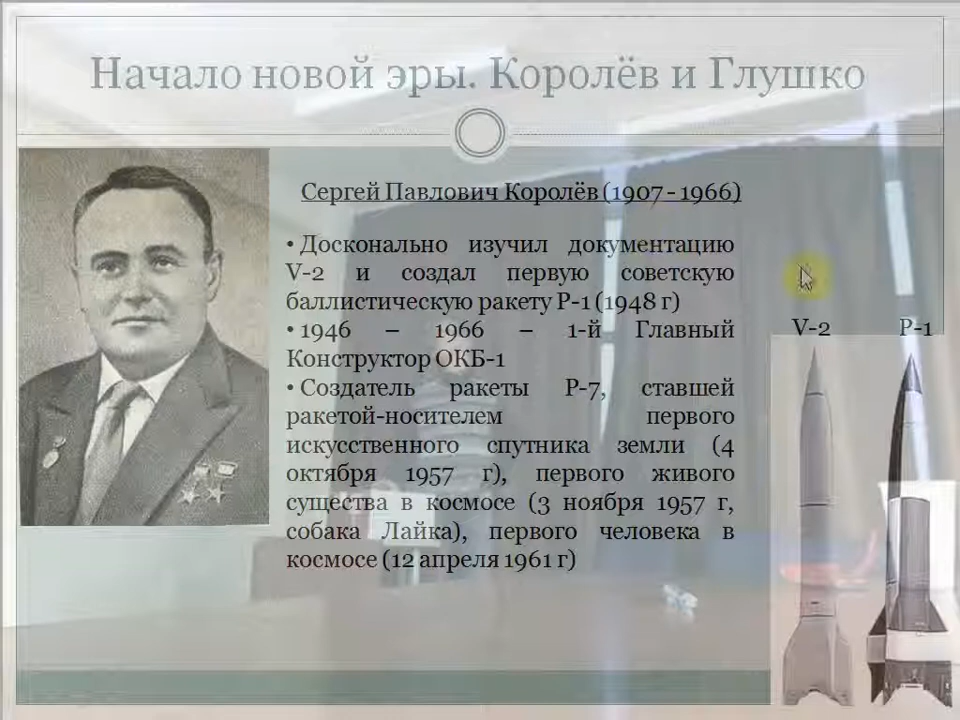 Начало новой эры. Королёв и Глушко
Сергей Павлович Королёв (1907 - 1966)
• Досконально изучил документацию
V-2 и создал первую советскую
баллистическую ракету Р-1 (1948 г)
• 1946 – 1966 – 1-й Главный
Конструктор ОКБ-1
• Создатель ракеты Р-7, ставшей
ракетой-носителем первого
искусственного спутника земли (4
октября 1957 г), первого живого
существа в космосе (3 ноября 1957 г,
собака Лайка), первого человека в
космосе (12 апреля 1961 г)
V-2 Р-1